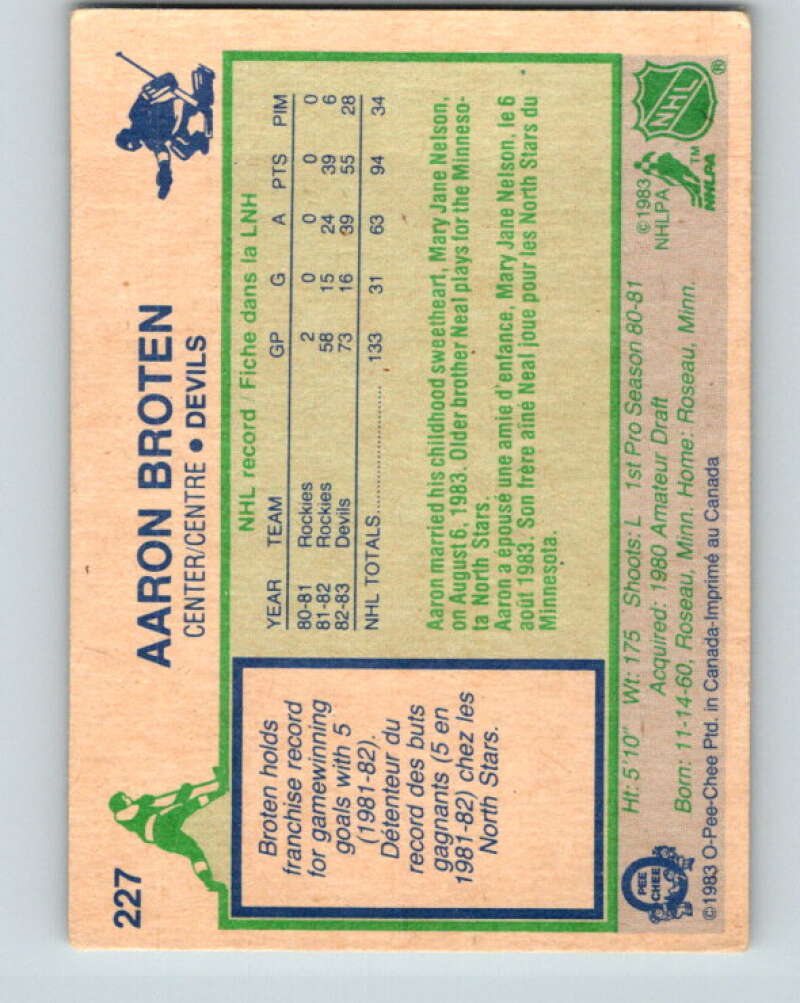 227
AARON BROTEN
CENTER/CENTRE • DEVILS
Broten holds
franchise record
for gamewinning
goals with 5
(1981-82).
Détenteur du
record des buts
gagnants (5 en
1981-82) chez les
North Stars.
NHL record / Fiche dans la LNH
YEAR TEAM GP G A PTS PIM
80-81 Rockies 2 0 0 0 0
81-82 Rockies 58 15 24 39 6
82-83 Devils 73 16 39 55 28
NHL TOTALS 133 31 63 94 34
Aaron married his childhood sweetheart, Mary Jane Nelson,
on August 6, 1983. Older brother Neal plays for the Minneso-
ta North Stars.
Aaron a épousé une amie d'enfance, Mary Jane Nelson, le 6
août 1983. Son frère aîné Neal joue pour les North Stars du
Minnesota.
Ht: 5'10" Wt: 175 Shoots: L 1st Pro Season 80-81
Acquired: 1980 Amateur Draft
Born: 11-14-60, Roseau, Minn. Home: Roseau, Minn.
©1983 O-Pee-Chee Ptd. in Canada-Imprimé au Canada
O
PEE
CHEE
©1983
NHLPA
NHL ®
NHLPA ™